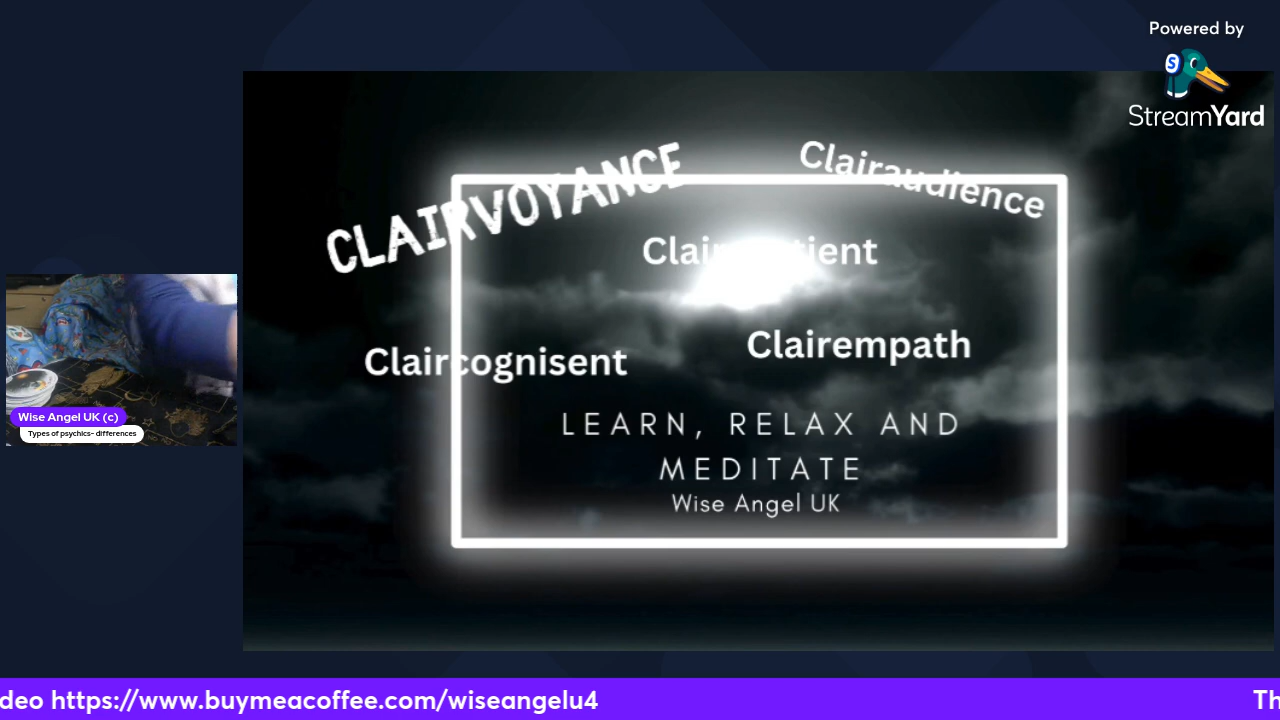 Powered by
StreamYard
CLAIRVOYANCE
Clairaudience
Claircognisent
Clairempath
LEARN, RELAX AND
MEDITATE
Wise Angel UK
Wise Angel UK (c)
Types of psychics- differences
deo https://www.buymeacoffee.com/wiseangelu4
Th